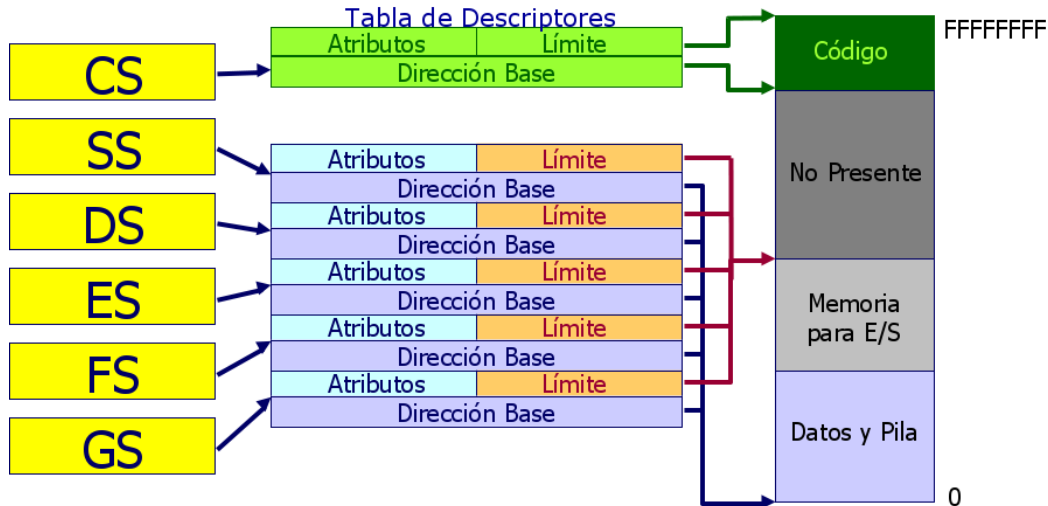 Tabla de Descriptores
CS
SS
DS
ES
FS
GS
Atributos Límite
Dirección Base
Atributos Límite
Dirección Base
Atributos Límite
Dirección Base
Atributos Límite
Dirección Base
Atributos Límite
Dirección Base
Atributos Límite
Dirección Base
Código
No Presente
Memoria
para E/S
Datos y Pila
FFFFFFFF
0